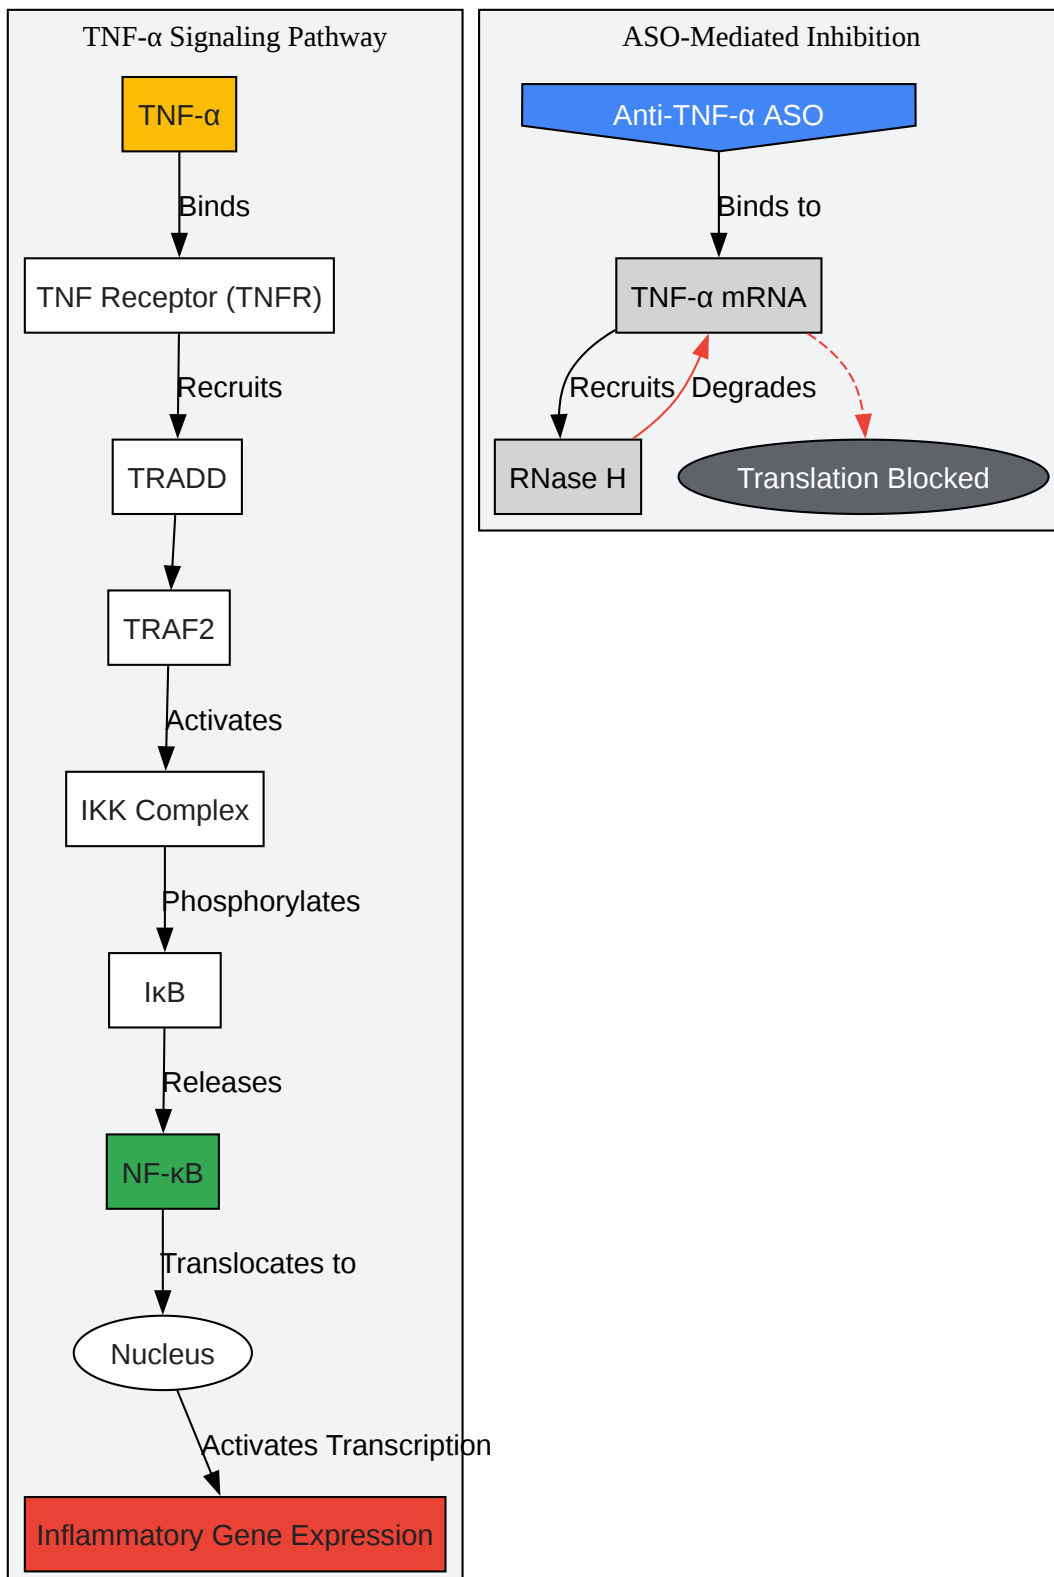 TNF-α Signaling Pathway
TNF-α
Binds
TNF Receptor (TNFR)
Recruits
TRADD
TRAF2
Activates
IKK Complex
Phosphorylates
IκB
Releases
NF-κB
Translocates to
Nucleus
Activates Transcription
Inflammatory Gene Expression
ASO-Mediated Inhibition
Anti-TNF-α ASO
Binds to
TNF-α mRNA
Recruits
Degrades
RNase H
Translation Blocked